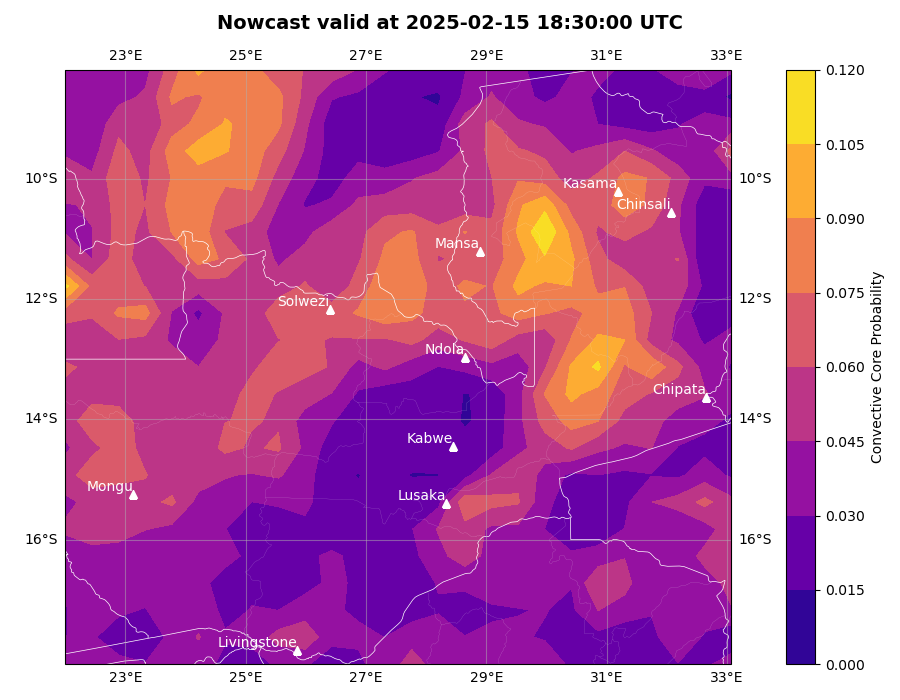 Nowcast valid at 2025-02-15 18:30:00 UTC
23°E 25°E 27°E 29°E 31°E 33°E
0.120
0.105
10°S Kasama 10°S
Chinsali
0.090
Mansa
0.075
12°S Solwezi 12°S
Convective Core Probability
Ndola
0.060
Chipata
14°S 14°S
Kabwe
0.045
Mongu
Lusaka
0.030
16°S 16°S
0.015
Livingstone
0.000
23°E 25°E 27°E 29°E 31°E 33°E